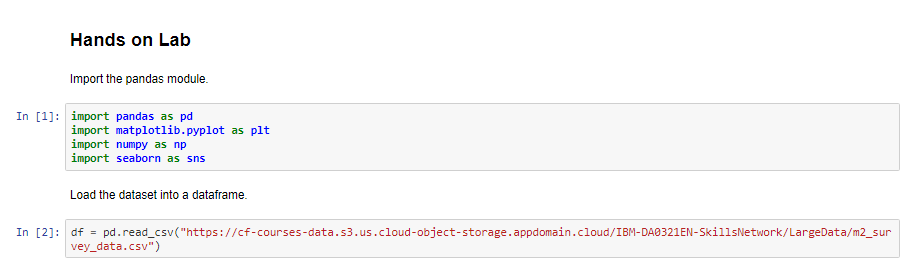 Hands on Lab
Import the pandas module.
In [1]: import pandas as pd
import matplotlib.pyplot as plt
import numpy as np
import seaborn as sns
Load the dataset into a dataframe.
In [2]: df = pd.read_csv("https://cf-courses-data.s3.us.cloud-object-storage.appdomain.cloud/IBM-DA0321EN-SkillsNetwork/LargeData/m2_sur
vey_data.csv")